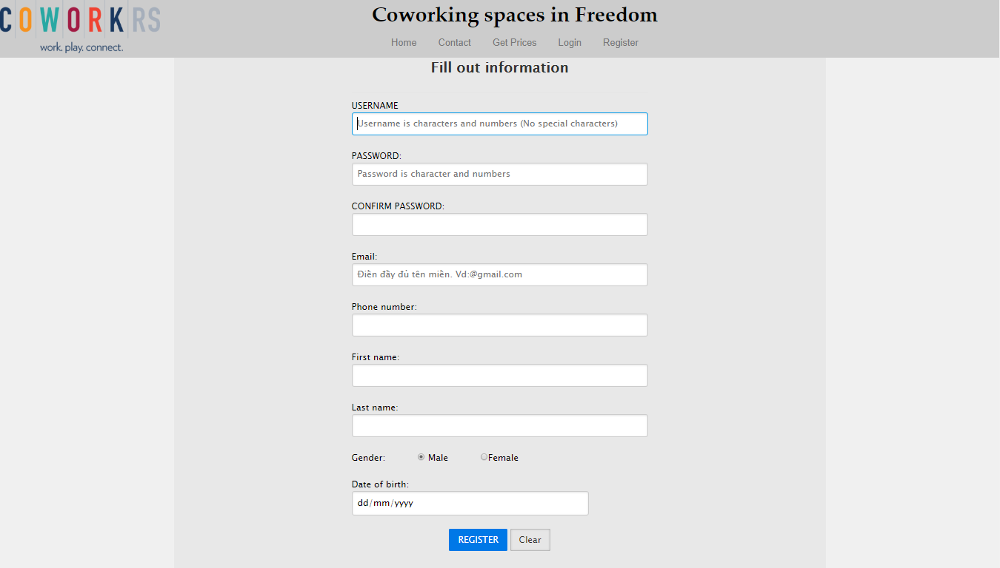 COWORKRS
work. play. connect.
Coworking spaces in Freedom
Home Contact Get Prices Login Register
Fill out information
USERNAME
Username is characters and numbers (No special characters)
PASSWORD:
Password is character and numbers
CONFIRM PASSWORD:
Email:
Điền đầy đủ tên miền. Vd:@gmail.com
Phone number:
First name:
Last name:
Gender: Male Female
Date of birth:
dd/mm/yyyy
REGISTER Clear